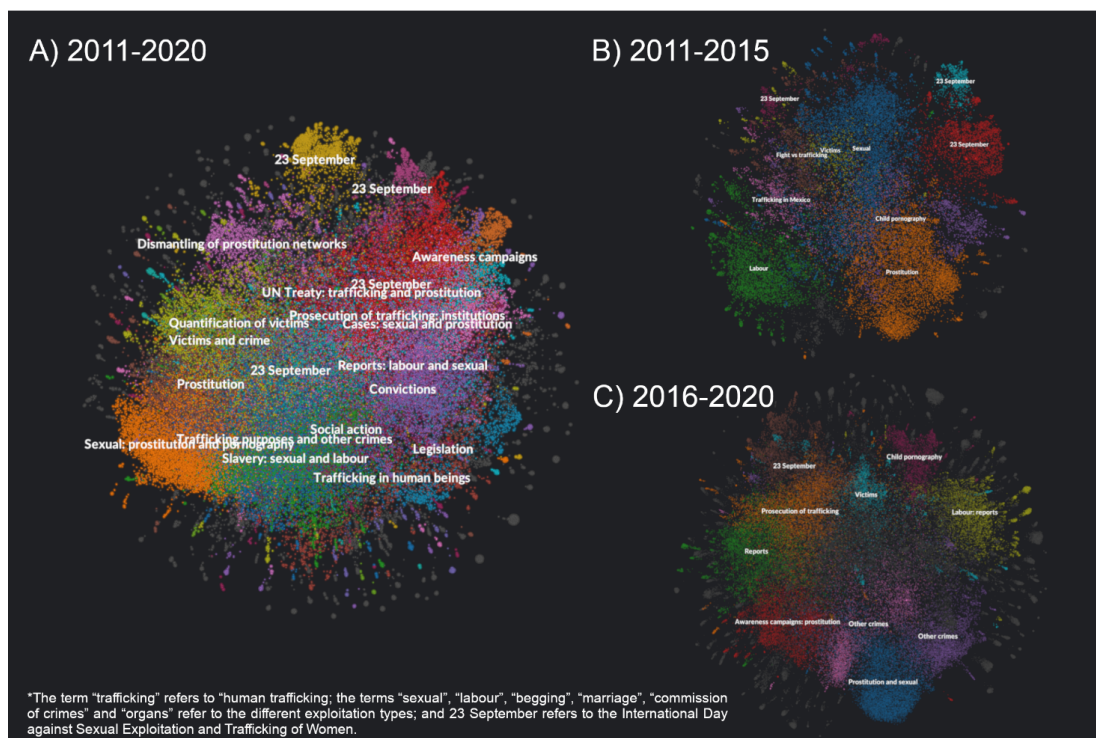 A) 2011-2020
23 September
23 September
Dismantling of prostitution networks
Awareness campaigns
23 September
UN Treaty: trafficking and prostitution
Prosecution of trafficking: institutions
Quantification of victims
Cases: sexual and prostitution
Victims and crime
Reports: labour and sexual
23 September
Prostitution
Convictions
Social action
Trafficking purposes and other crimes
Sexual: prostitution and pornography
Legislation
Slavery: sexual and labour
Trafficking in human beings
B) 2011-2015
23 September
23 September
23 September
Victims
Sexual
Fight vs trafficking
Trafficking in Mexico
Child pornography
Labour
Prostitution
C) 2016-2020
Child pornography
23 September
Victims
Prosecution of trafficking
Labour: reports
Reports
Awareness campaigns: prostitution
Other crimes
Other crimes
Prostitution and sexual
*The term “trafficking” refers to “human trafficking; the terms “sexual”, “labour”, “begging”, “marriage”, “commission
of crimes” and “organs” refer to the different exploitation types; and 23 September refers to the International Day
against Sexual Exploitation and Trafficking of Women.